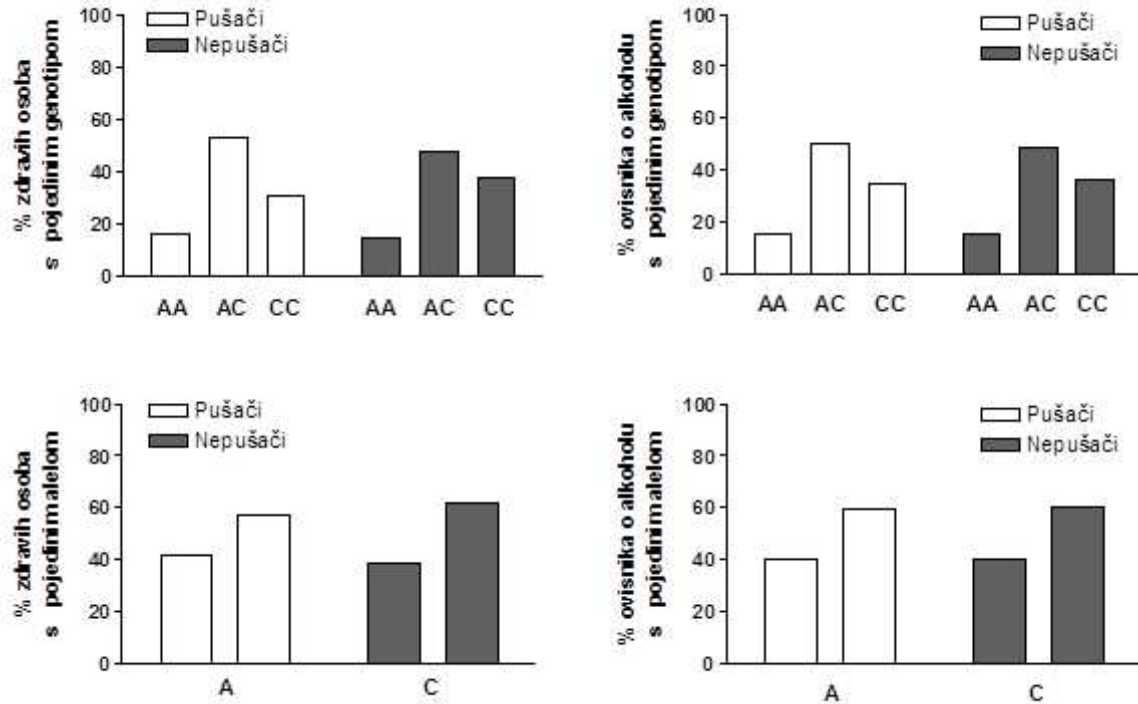 % zdravih osoba
s pojedinim genotipom
100
80
60
40
20
0
Pušači
Nepušači
AA AC CC AA AC CC
% ovisnika o alkoholu
s pojedinim genotipom
100
80
60
40
20
0
Pušači
Nepušači
AA AC CC AA AC CC
% zdravih osoba
s pojedinim alelom
100
80
60
40
20
0
Pušači
Nepušači
A C
% ovisnika o alkoholu
s pojedinim alelom
100
80
60
40
20
0
Pušači
Nepušači
A C